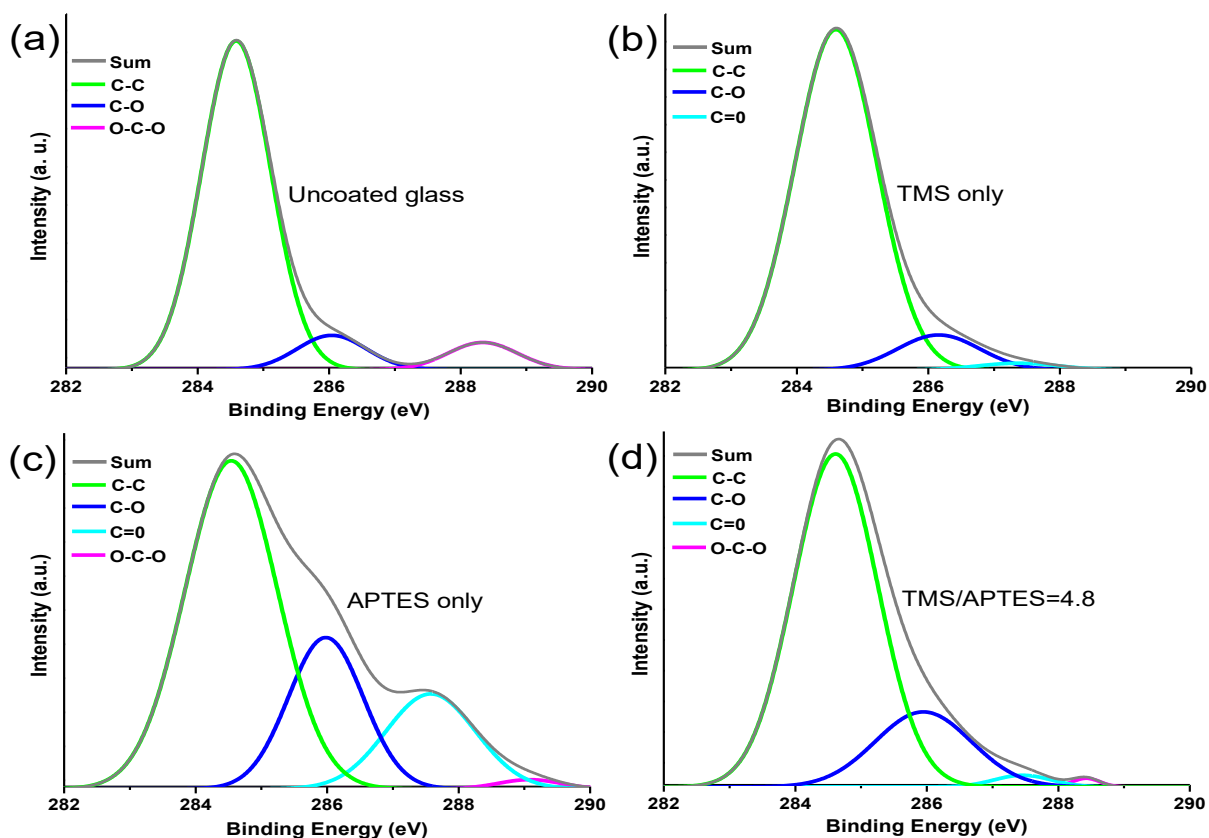 (a)
Sum
C-C
C-O
O-C-O
Uncoated glass
Intensity (a. u.)
282 284 286 288 290
Binding Energy (eV)
(b)
Sum
C-C
C-O
C=0
TMS only
Intensity (a.u.)
282 284 286 288 290
Binding Energy (eV)
(c)
Sum
C-C
C-O
C=0
O-C-O
APTES only
Intensity (a.u.)
282 284 286 288 290
Binding Energy (eV)
(d)
Sum
C-C
C-O
C=0
O-C-O
TMS/APTES=4.8
Intensity (a.u.)
282 284 286 288 290
Binding Energy (eV)